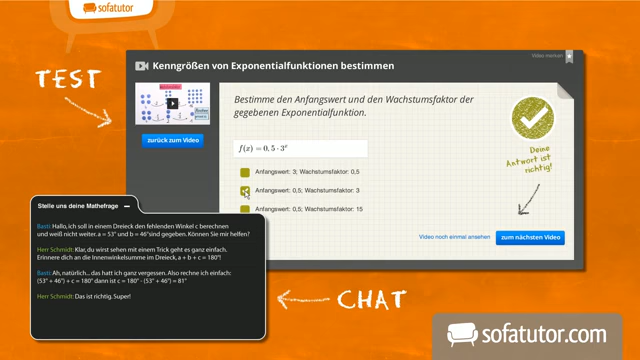 sofatutor
Video merken
Kenngrößen von Exponentialfunktionen bestimmen
TEST
Bestimme den Anfangswert und den Wachstumsfaktor der
gegebenen Exponentialfunktion.
f(x) = 0, 5 · 3ˣ
zurück zum Video
Anfangswert: 3; Wachstumsfaktor: 0,5
Anfangswert: 0,5; Wachstumsfaktor: 3
Anfangswert: 0,5; Wachstumsfaktor: 15
Deine
Antwort ist
richtig!
Video noch einmal ansehen
zum nächsten Video
Stelle uns deine Mathefrage
Basti: Hallo, ich soll in einem Dreieck den fehlenden Winkel c berechnen
und weiß nicht weiter. a = 53° und b = 46° sind gegeben. Können Sie mir helfen?
Herr Schmidt: Klar, du wirst sehen mit einem Trick geht es ganz einfach.
Erinnere dich an die Innenwinkelsumme im Dreieck, a + b + c = 180°!
Basti: Ah, natürlich... das hatt ich ganz vergessen. Also rechne ich einfach:
(53° + 46°) + c = 180° dann ist c = 180° - (53° + 46°) = 81°
Herr Schmidt: Das ist richtig. Super!
CHAT
sofatutor.com